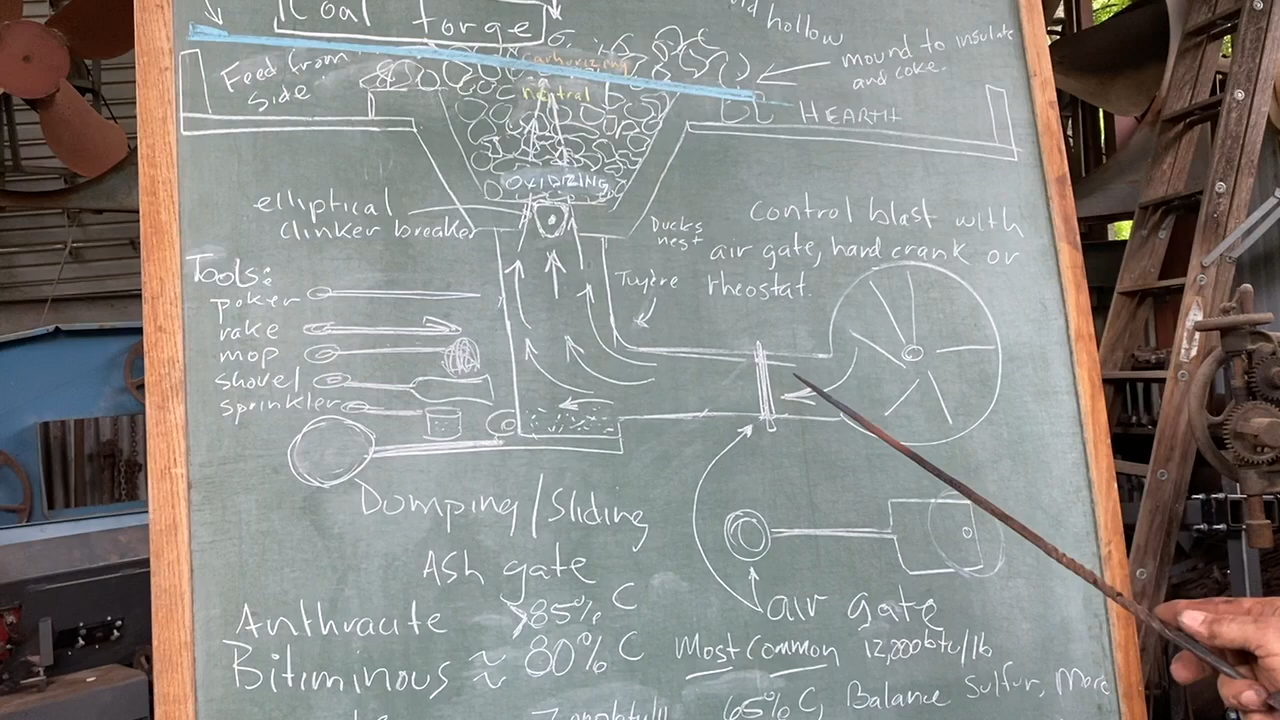 Coal forge
hollow
mound to insulate
and coke.
Feed from
side
carburizing
neutral
HEARTH
OXIDIZING
elliptical
clinker breaker
Ducks
nest
control blast with
air gate, hand crank or
rheostat.
Tuyere
Tools:
poker
rake
mop
shovel
sprinkler
Dumping/Sliding
Ash gate
air gate
Anthracite >85% C
Bitiminous ≈ 80% C
Most Common 12,000btu/lb
65% C, Balance Sulfur, More